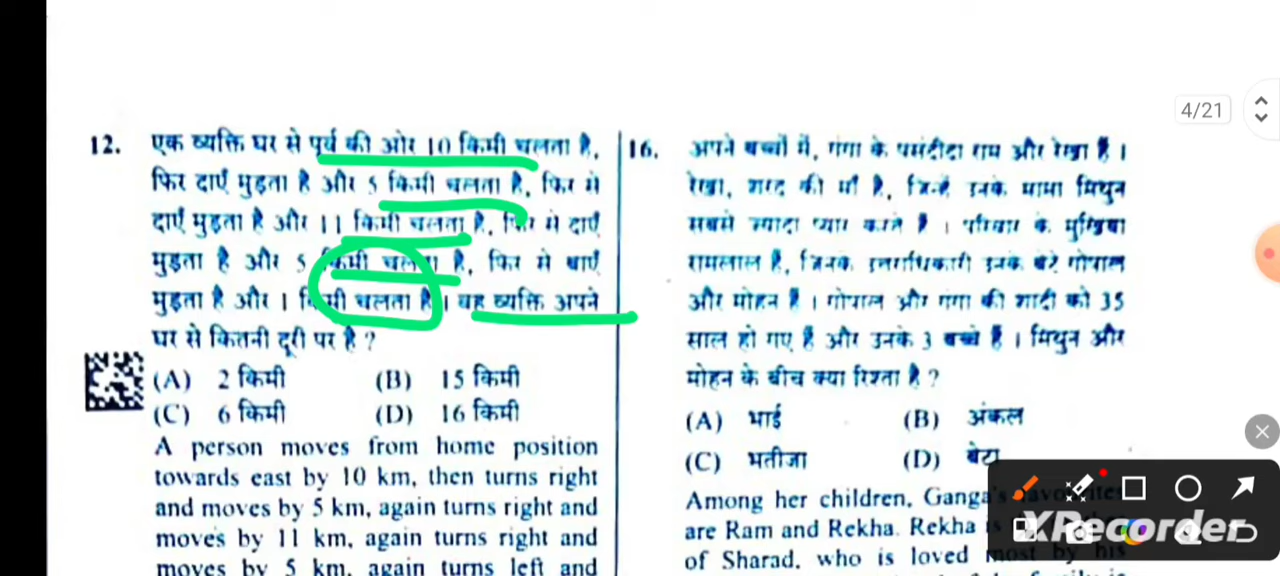 4/21
12. एक व्यक्ति घर से पूर्व की ओर 10 किमी चलता है,
फिर दाएँ मुड़ता है और 5 किमी चलता है, फिर से
दाएँ मुड़ता है और 11 किमी चलता है, फिर से दाएँ
मुड़ता है और 5 किमी चलता है, फिर से बाएँ
मुड़ता है और 1 किमी चलता है। वह व्यक्ति अपने
घर से कितनी दूरी पर है ?
(A) 2 किमी (B) 15 किमी
(C) 6 किमी (D) 16 किमी
A person moves from home position
towards east by 10 km, then turns right
and moves by 5 km, again turns right and
moves by 11 km, again turns right and
moves by 5 km, again turns left and
16. अपने बच्चों में, गंगा के पसंदीदा राम और रेखा हैं।
रेखा, शरद की माँ है, जिन्हें उनके मामा मिथुन
सबसे ज्यादा प्यार करते हैं। परिवार के मुखिया
रामलाल है, जिनके उत्तराधिकारी उनके बेटे गोपाल
और मोहन हैं। गोपाल और गंगा की शादी को 35
साल हो गए हैं और उनके 3 बच्चे हैं। मिथुन और
मोहन के बीच क्या रिश्ता है ?
(A) भाई (B) अंकल
(C) भतीजा (D) बेटा
Among her children, Ganga's
are Ram and Rekha. Rekha
of Sharad, who is loved most by his
XRecorder